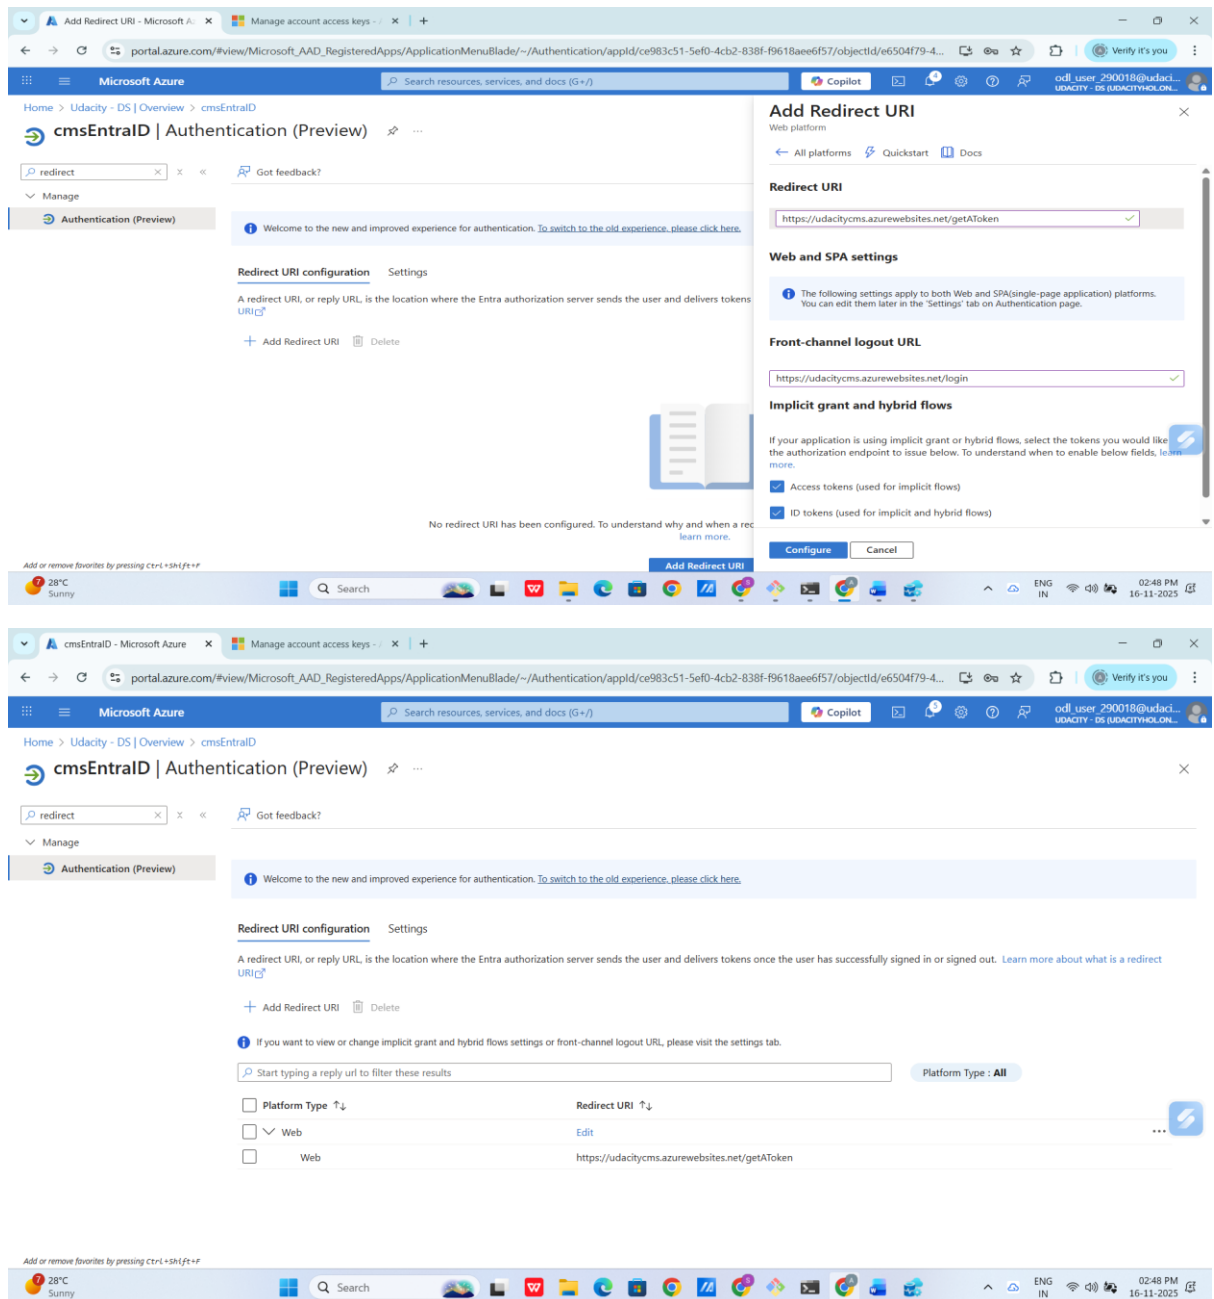 Add Redirect URI - Microsoft A
Manage account access keys - A
portal.azure.com/#view/Microsoft_AAD_RegisteredApps/ApplicationMenuBlade/~/Authentication/appId/ce983c51-5ef0-4cb2-838f-f9618aee6f57/objectId/e6504f79-4...
Verify it's you
Microsoft Azure
Search resources, services, and docs (G+/)
Copilot
4
odl_user_290018@udaci...
UDACITY - DS (UDACITYHOL.ON...
Home > Udacity - DS | Overview > cmsEntraID
cmsEntraID | Authentication (Preview)
redirect
Manage
Authentication (Preview)
Got feedback?
Welcome to the new and improved experience for authentication. To switch to the old experience, please click here.
Redirect URI configuration
Settings
A redirect URI, or reply URL, is the location where the Entra authorization server sends the user and delivers tokens
URI
Add Redirect URI
Delete
No redirect URI has been configured. To understand why and when a rec
learn more.
Add Redirect URI
Add Redirect URI
Web platform
All platforms
Quickstart
Docs
Redirect URI
https://udacitycms.azurewebsites.net/getAToken
Web and SPA settings
The following settings apply to both Web and SPA(single-page application) platforms.
You can edit them later in the 'Settings' tab on Authentication page.
Front-channel logout URL
https://udacitycms.azurewebsites.net/login
Implicit grant and hybrid flows
If your application is using implicit grant or hybrid flows, select the tokens you would like
the authorization endpoint to issue below. To understand when to enable below fields, learn
more.
Access tokens (used for implicit flows)
ID tokens (used for implicit and hybrid flows)
Configure
Cancel
Add or remove favorites by pressing Ctrl+Shift+F
7
28°C
Sunny
Search
ENG
IN
02:48 PM
16-11-2025
cmsEntraID - Microsoft Azure
Manage account access keys - A
portal.azure.com/#view/Microsoft_AAD_RegisteredApps/ApplicationMenuBlade/~/Authentication/appId/ce983c51-5ef0-4cb2-838f-f9618aee6f57/objectId/e6504f79-4...
Verify it's you
Microsoft Azure
Search resources, services, and docs (G+/)
Copilot
5
odl_user_290018@udaci...
UDACITY - DS (UDACITYHOL.ON...
Home > Udacity - DS | Overview > cmsEntraID
cmsEntraID | Authentication (Preview)
redirect
Manage
Authentication (Preview)
Got feedback?
Welcome to the new and improved experience for authentication. To switch to the old experience, please click here.
Redirect URI configuration
Settings
A redirect URI, or reply URL, is the location where the Entra authorization server sends the user and delivers tokens once the user has successfully signed in or signed out. Learn more about what is a redirect
URI
Add Redirect URI
Delete
If you want to view or change implicit grant and hybrid flows settings or front-channel logout URL, please visit the settings tab.
Start typing a reply url to filter these results
Platform Type : All
Platform Type
Redirect URI
Web
Edit
Web
https://udacitycms.azurewebsites.net/getAToken
Add or remove favorites by pressing Ctrl+Shift+F
7
28°C
Sunny
Search
ENG
IN
02:48 PM
16-11-2025